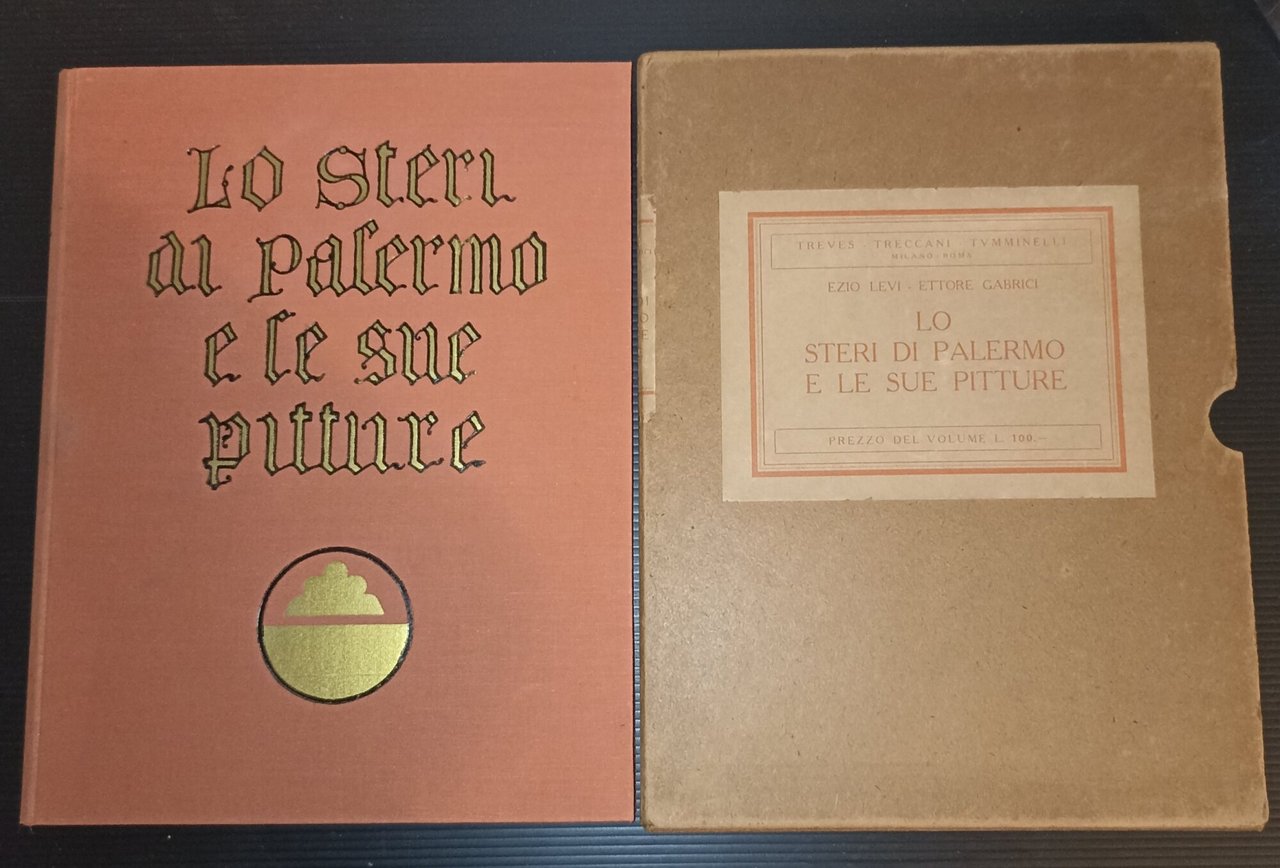 Lo Steri
di Palermo
e le sue
pitture
TREVES - TRECCANI - TVMMINELLI
MILANO - ROMA
EZIO LEVI - ETTORE GABRICI
LO
STERI DI PALERMO
E LE SUE PITTURE
PREZZO DEL VOLUME L. 100.—